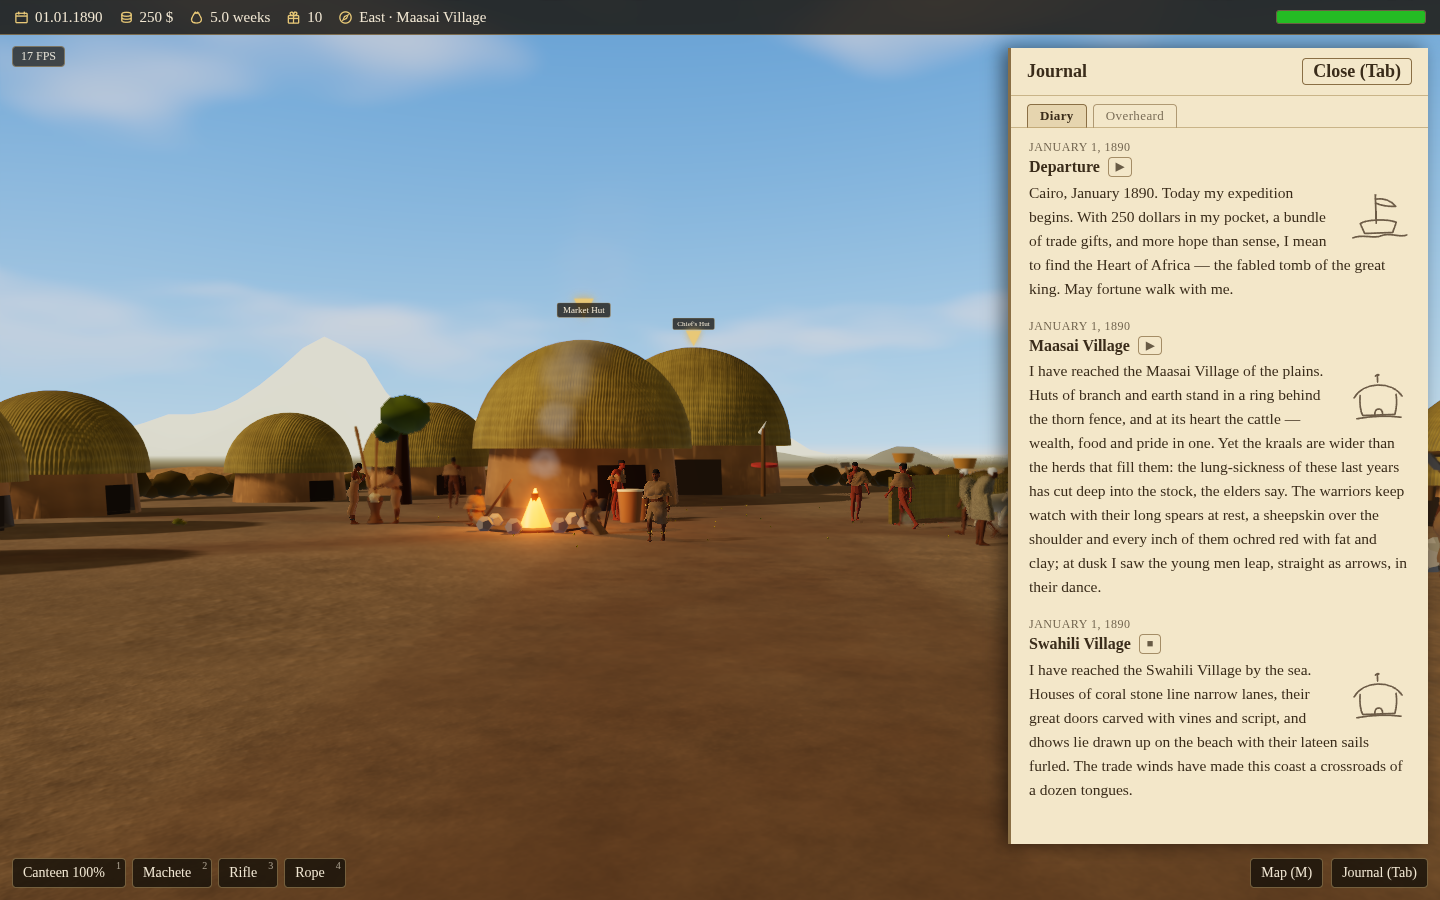 01.01.1890
250 $
5.0 weeks
10
East · Maasai Village
17 FPS
Market Hut
Chief's Hut
Journal
Close (Tab)
Diary
Overheard
JANUARY 1, 1890
Departure
Cairo, January 1890. Today my expedition
begins. With 250 dollars in my pocket, a bundle
of trade gifts, and more hope than sense, I mean
to find the Heart of Africa — the fabled tomb of the great
king. May fortune walk with me.
JANUARY 1, 1890
Maasai Village
I have reached the Maasai Village of the plains.
Huts of branch and earth stand in a ring behind
the thorn fence, and at its heart the cattle —
wealth, food and pride in one. Yet the kraals are wider than
the herds that fill them: the lung-sickness of these last years
has cut deep into the stock, the elders say. The warriors keep
watch with their long spears at rest, a sheepskin over the
shoulder and every inch of them ochred red with fat and
clay; at dusk I saw the young men leap, straight as arrows, in
their dance.
JANUARY 1, 1890
Swahili Village
I have reached the Swahili Village by the sea.
Houses of coral stone line narrow lanes, their
great doors carved with vines and script, and
dhows lie drawn up on the beach with their lateen sails
furled. The trade winds have made this coast a crossroads of
a dozen tongues.
Canteen 100% 1
Machete 2
Rifle 3
Rope 4
Map (M)
Journal (Tab)